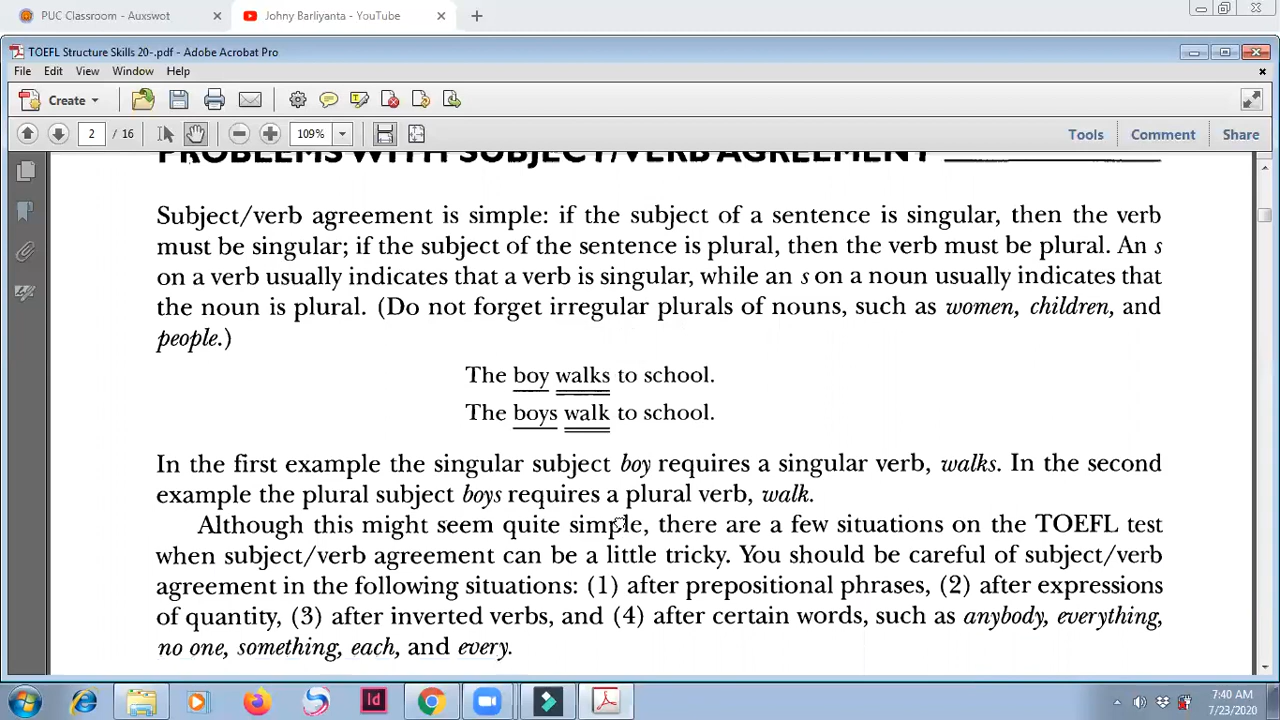 PUC Classroom - Auxswot
Johny Barliyanta - YouTube
TOEFL Structure Skills 20-.pdf - Adobe Acrobat Pro
File Edit View Window Help
Create
2 / 16 109% Tools Comment Share
PROBLEMS WITH SUBJECT/VERB AGREEMENT
Subject/verb agreement is simple: if the subject of a sentence is singular, then the verb
must be singular; if the subject of the sentence is plural, then the verb must be plural. An s
on a verb usually indicates that a verb is singular, while an s on a noun usually indicates that
the noun is plural. (Do not forget irregular plurals of nouns, such as women, children, and
people.)
The boy walks to school.
The boys walk to school.
In the first example the singular subject boy requires a singular verb, walks. In the second
example the plural subject boys requires a plural verb, walk.
Although this might seem quite simple, there are a few situations on the TOEFL test
when subject/verb agreement can be a little tricky. You should be careful of subject/verb
agreement in the following situations: (1) after prepositional phrases, (2) after expressions
of quantity, (3) after inverted verbs, and (4) after certain words, such as anybody, everything,
no one, something, each, and every.
Id
7:40 AM
7/23/2020